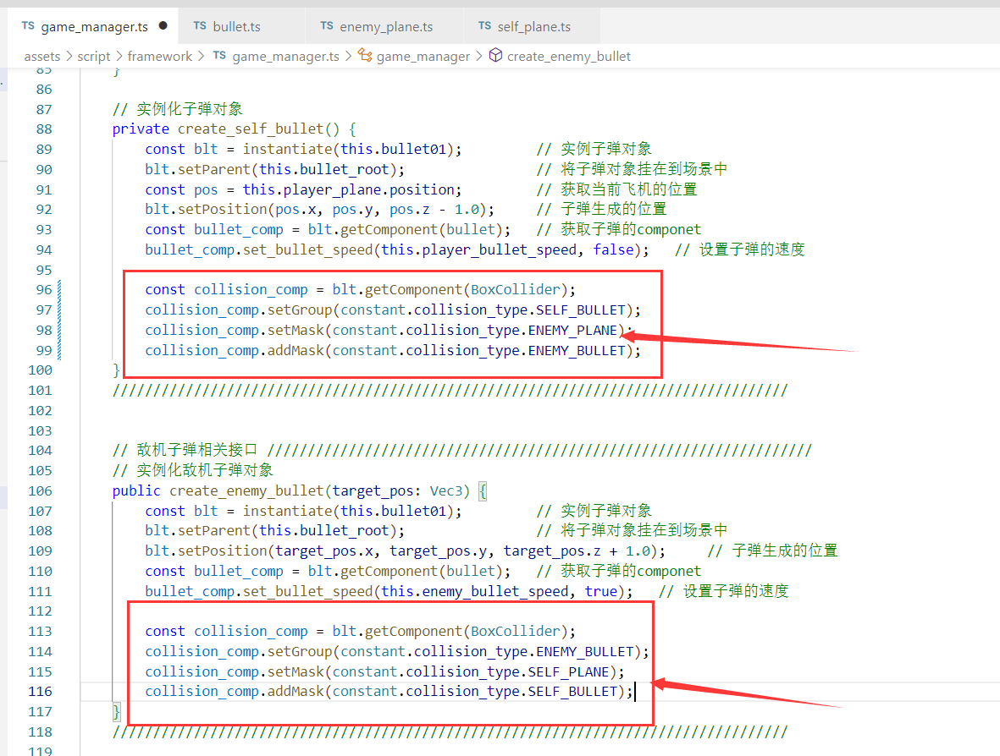 TS game_manager.ts ● TS bullet.ts TS enemy_plane.ts TS self_plane.ts
assets > script > framework > TS game_manager.ts > game_manager > create_enemy_bullet
85 }
86
87 // 实例化子弹对象
88 private create_self_bullet() {
89 const blt = instantiate(this.bullet01); // 实例子弹对象
90 blt.setParent(this.bullet_root); // 将子弹对象挂在到场景中
91 const pos = this.player_plane.position; // 获取当前飞机的位置
92 blt.setPosition(pos.x, pos.y, pos.z - 1.0); // 子弹生成的位置
93 const bullet_comp = blt.getComponent(bullet); // 获取子弹的componet
94 bullet_comp.set_bullet_speed(this.player_bullet_speed, false); // 设置子弹的速度
95
96 const collision_comp = blt.getComponent(BoxCollider);
97 collision_comp.setGroup(constant.collision_type.SELF_BULLET);
98 collision_comp.setMask(constant.collision_type.ENEMY_PLANE);
99 collision_comp.addMask(constant.collision_type.ENEMY_BULLET);
100 }
101 ///////////////////////////////////////////////////////////////////////////////////
102
103
104 // 敌机子弹相关接口 ///////////////////////////////////////////////////////////////////
105 // 实例化敌机子弹对象
106 public create_enemy_bullet(target_pos: Vec3) {
107 const blt = instantiate(this.bullet01); // 实例子弹对象
108 blt.setParent(this.bullet_root); // 将子弹对象挂在到场景中
109 blt.setPosition(target_pos.x, target_pos.y, target_pos.z + 1.0); // 子弹生成的位置
110 const bullet_comp = blt.getComponent(bullet); // 获取子弹的componet
111 bullet_comp.set_bullet_speed(this.enemy_bullet_speed, true); // 设置子弹的速度
112
113 const collision_comp = blt.getComponent(BoxCollider);
114 collision_comp.setGroup(constant.collision_type.ENEMY_BULLET);
115 collision_comp.setMask(constant.collision_type.SELF_PLANE);
116 collision_comp.addMask(constant.collision_type.SELF_BULLET);
117 }
118 ///////////////////////////////////////////////////////////////////////////////////
119